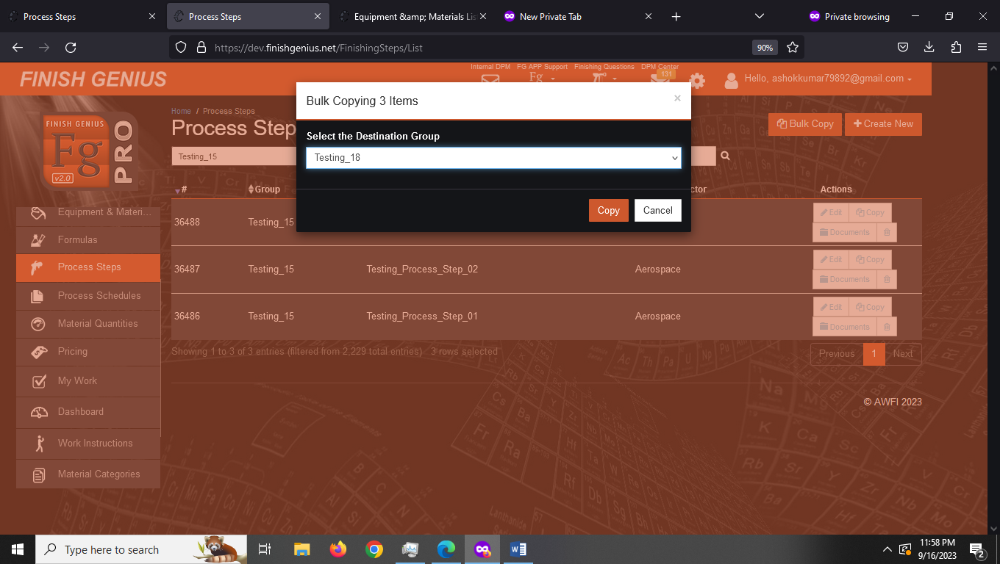 Process Steps
Process Steps
Equipment &amp; Materials Lis
New Private Tab
Private browsing
https://dev.finishgenius.net/FinishingSteps/List
90%
FINISH GENIUS
Internal DPM
FG APP Support
Finishing Questions
DPM Center
Fg
131
Hello, ashokkumar79892@gmail.com
FINISH GENIUS
Fg
v2.0
PRO
Home / Process Steps
Process Step
Bulk Copy
Create New
Testing_15
Bulk Copying 3 Items
×
Select the Destination Group
Testing_18
Copy
Cancel
#
Group
ctor
Actions
36488
Testing_15
Edit
Copy
Documents
36487
Testing_15
Testing_Process_Step_02
Aerospace
Edit
Copy
Documents
36486
Testing_15
Testing_Process_Step_01
Aerospace
Edit
Copy
Documents
Showing 1 to 3 of 3 entries (filtered from 2,229 total entries) 3 rows selected
Previous
1
Next
© AWFI 2023
Equipment & Materi...
Formulas
Process Steps
Process Schedules
Material Quantities
Pricing
My Work
Dashboard
Work Instructions
Material Categories
Type here to search
11:58 PM
9/16/2023
2